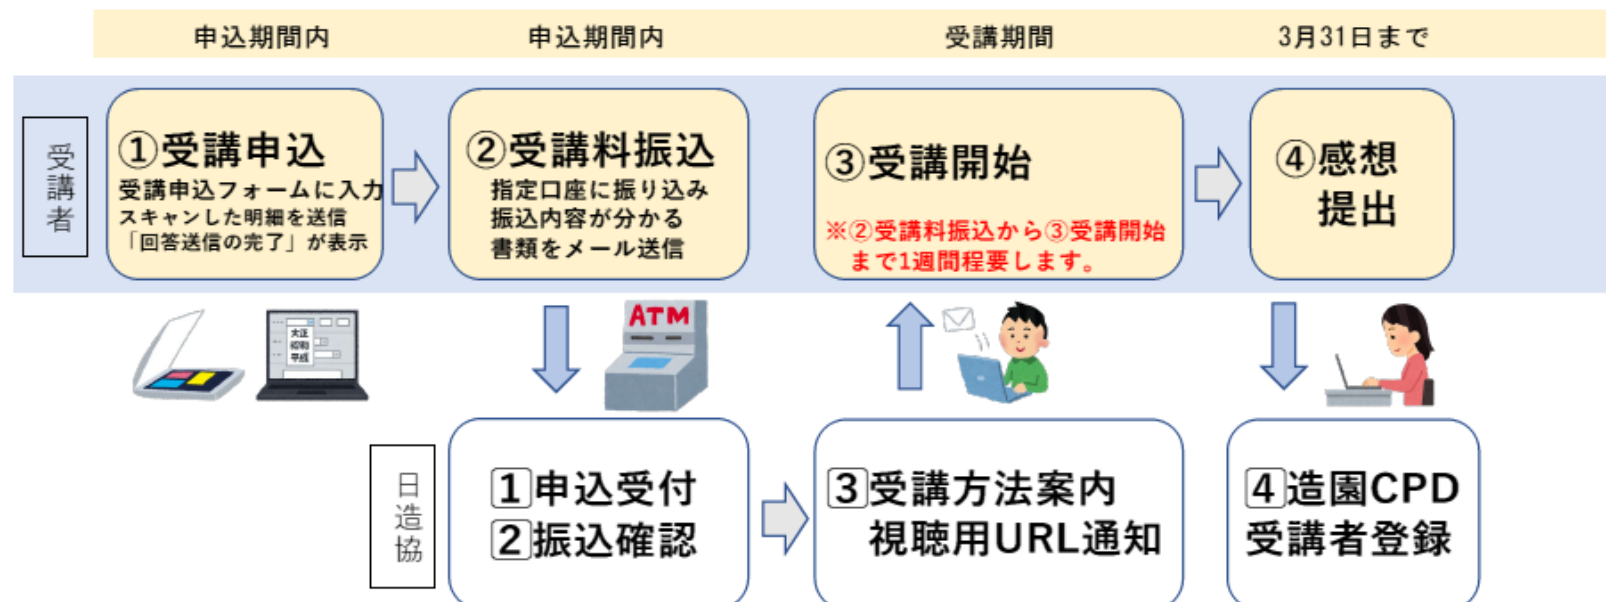 申込期間内
申込期間内
受講期間
3月31日まで
受講者
①受講申込
受講申込フォームに入力
スキャンした明細を送信
「回答送信の完了」が表示
②受講料振込
指定口座に振り込み
振込内容が分かる
書類をメール送信
③受講開始
※②受講料振込から③受講開始
まで1週間程要します。
④感想
提出
大正
昭和
平成
ATM
日造協
1申込受付
2振込確認
3受講方法案内
視聴用URL通知
4造園CPD
受講者登録